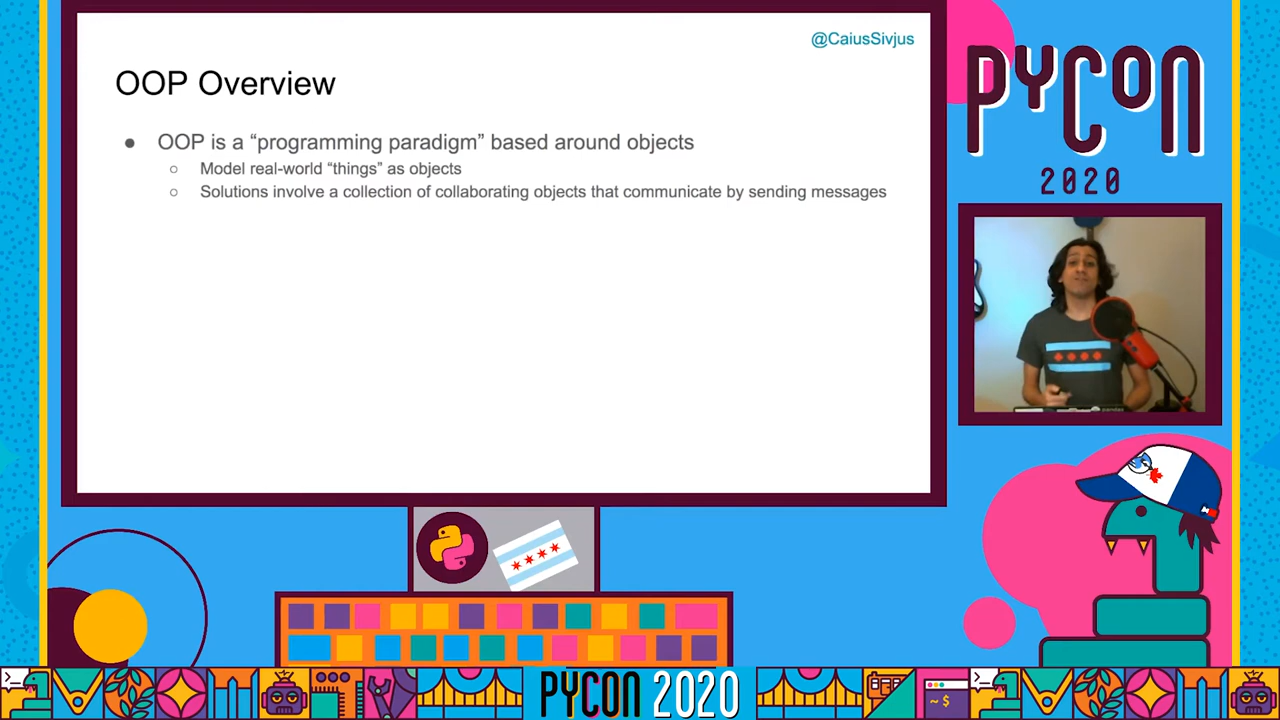 @CaiusSivjus
OOP Overview
● OOP is a “programming paradigm” based around objects
○ Model real-world “things” as objects
○ Solutions involve a collection of collaborating objects that communicate by sending messages
PYCON
2020
PYCON 2020
~ $